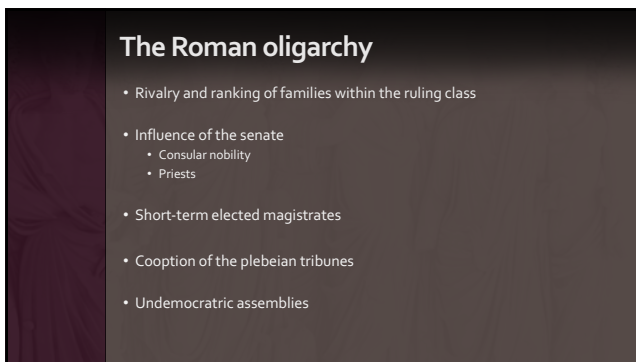 The Roman oligarchy
• Rivalry and ranking of families within the ruling class
• Influence of the senate
• Consular nobility
• Priests
• Short-term elected magistrates
• Cooption of the plebeian tribunes
• Undemocratric assemblies